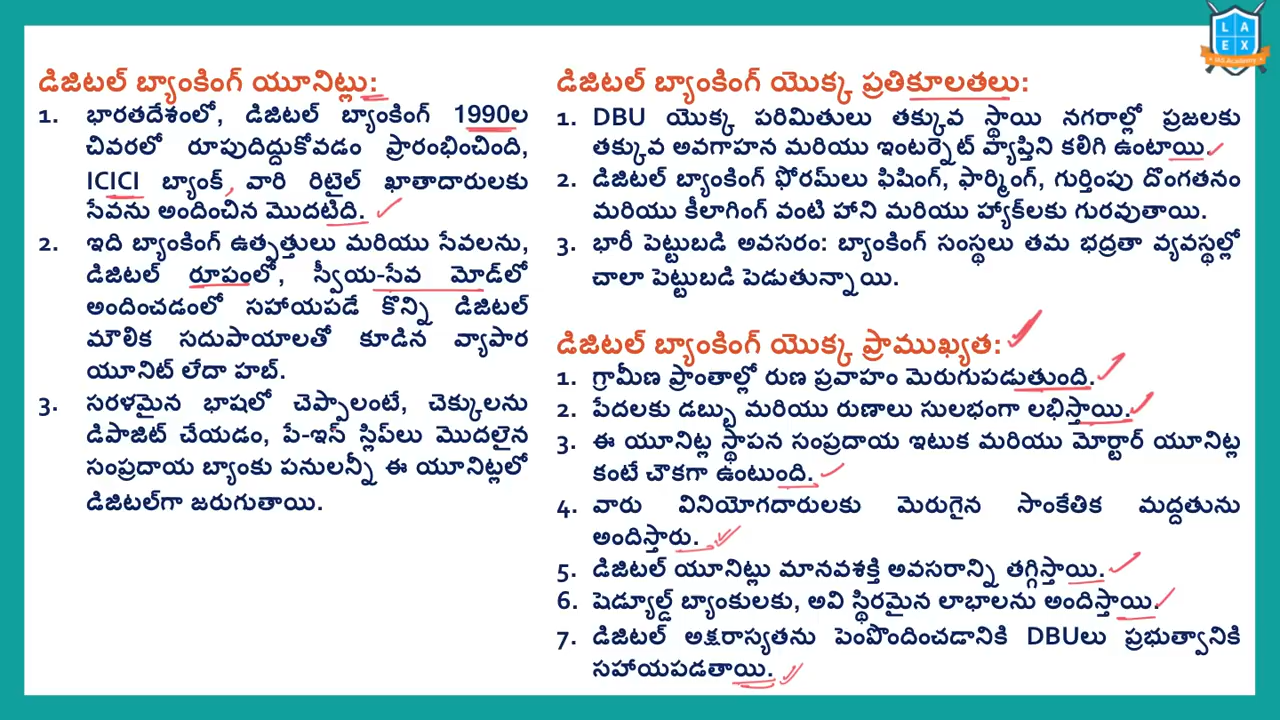 డిజిటల్ బ్యాంకింగ్ యూనిట్లు:
1. భారతదేశంలో, డిజిటల్ బ్యాంకింగ్ 1990ల
చివరలో రూపుదిద్దుకోవడం ప్రారంభించింది,
ICICI బ్యాంక్ వారి రిటైల్ ఖాతాదారులకు
సేవను అందించిన మొదటిది.
2. ఇది బ్యాంకింగ్ ఉత్పత్తులు మరియు సేవలను,
డిజిటల్ రూపంలో, స్వీయ-సేవ మోడ్‌లో
అందించడంలో సహాయపడే కొన్ని డిజిటల్
మౌలిక సదుపాయాలతో కూడిన వ్యాపార
యూనిట్ లేదా హబ్.
3. సరళమైన భాషలో చెప్పాలంటే, చెక్కులను
డిపాజిట్ చేయడం, పే-ఇన్ స్లిప్‌లు మొదలైన
సంప్రదాయ బ్యాంకు పనులన్నీ ఈ యూనిట్లలో
డిజిటల్‌గా జరుగుతాయి.
డిజిటల్ బ్యాంకింగ్ యొక్క ప్రతికూలతలు:
1. DBU యొక్క పరిమితులు తక్కువ స్థాయి నగరాల్లో ప్రజలకు
తక్కువ అవగాహన మరియు ఇంటర్నెట్ వ్యాప్తిని కలిగి ఉంటాయి.
2. డిజిటల్ బ్యాంకింగ్ ఫోరమ్‌లు ఫిషింగ్, ఫార్మింగ్, గుర్తింపు దొంగతనం
మరియు కీలాగింగ్ వంటి హాని మరియు హ్యాక్‌లకు గురవుతాయి.
3. భారీ పెట్టుబడి అవసరం: బ్యాంకింగ్ సంస్థలు తమ భద్రతా వ్యవస్థల్లో
చాలా పెట్టుబడి పెడుతున్నాయి.
డిజిటల్ బ్యాంకింగ్ యొక్క ప్రాముఖ్యత:
1. గ్రామీణ ప్రాంతాల్లో రుణ ప్రవాహం మెరుగుపడుతుంది.
2. పేదలకు డబ్బు మరియు రుణాలు సులభంగా లభిస్తాయి.
3. ఈ యూనిట్ల స్థాపన సంప్రదాయ ఇటుక మరియు మోర్టార్ యూనిట్ల
కంటే చౌకగా ఉంటుంది.
4. వారు వినియోగదారులకు మెరుగైన సాంకేతిక మద్దతును
అందిస్తారు.
5. డిజిటల్ యూనిట్లు మానవశక్తి అవసరాన్ని తగ్గిస్తాయి.
6. షెడ్యూల్డ్ బ్యాంకులకు, అవి స్థిరమైన లాభాలను అందిస్తాయి.
7. డిజిటల్ అక్షరాస్యతను పెంపొందించడానికి DBUలు ప్రభుత్వానికి
సహాయపడతాయి.
L A
E X
IAS Academy